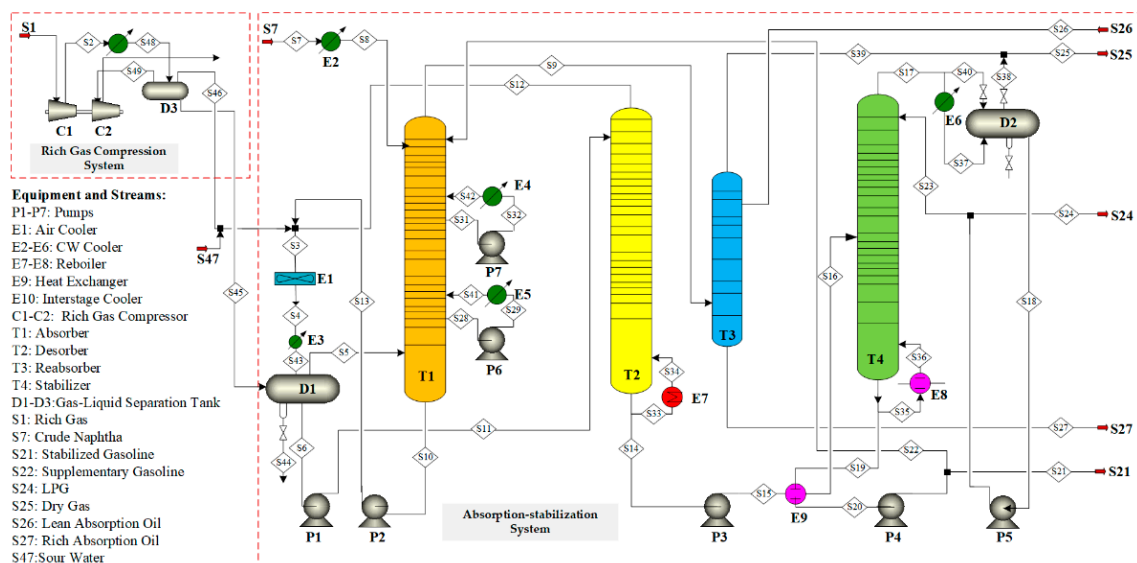 S1
S2
S48
S49
S46
D3
C1
C2
Rich Gas Compression
System
Equipment and Streams:
P1-P7: Pumps
E1: Air Cooler
E2-E6: CW Cooler
E7-E8: Reboiler
E9: Heat Exchanger
E10: Interstage Cooler
C1-C2: Rich Gas Compressor
T1: Absorber
T2: Desorber
T3: Reabsorber
T4: Stabilizer
D1-D3:Gas-Liquid Separation Tank
S1: Rich Gas
S7: Crude Naphtha
S21: Stabilized Gasoline
S22: Supplementary Gasoline
S24: LPG
S25: Dry Gas
S26: Lean Absorption Oil
S27: Rich Absorption Oil
S47:Sour Water
S7
S7
S8
E2
S9
S12
S47
S3
E1
S4
E3
S43
S45
S13
S5
D1
S6
S44
P1
P2
S10
S11
T1
S42
E4
S31
S32
P7
S41
E5
S28
S29
P6
T2
S34
S33
E7
S14
T3
S39
S26
S26
S25
S25
S38
S17
S40
E6
D2
S37
S23
S24
S24
S16
S18
T4
S36
E8
S35
S27
S27
S22
S21
S21
S19
S15
E9
S20
P3
P4
P5
Absorption-stabilization
System